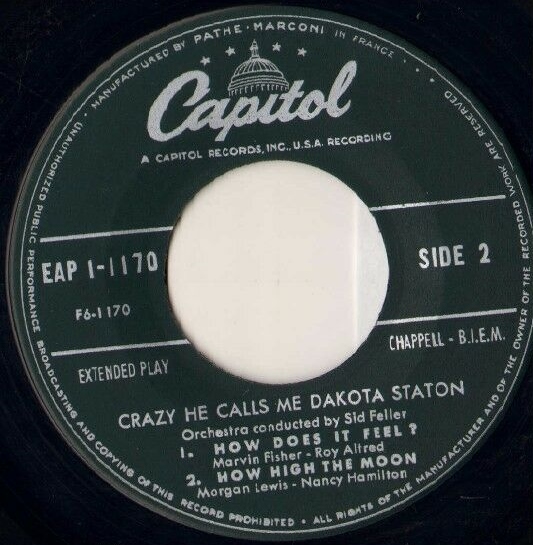 MANUFACTURED BY PATHE-MARCONI IN FRANCE
Capitol
A CAPITOL RECORDS, INC., U.S.A. RECORDING
EAP 1-1170
SIDE 2
F6-1170
EXTENDED PLAY
CHAPPELL - B.I.E.M.
CRAZY HE CALLS ME DAKOTA STATON
Orchestra conducted by Sid Feller
1. HOW DOES IT FEEL ?
Marvin Fisher - Roy Alfred
2. HOW HIGH THE MOON
Morgan Lewis - Nancy Hamilton
UNAUTHORIZED PUBLIC PERFORMANCE BROADCASTING AND COPYING OF THIS RECORD PROHIBITED • ALL RIGHTS OF THE MANUFACTURER AND OF THE OWNER OF THE RECORDED WORK ARE RESERVED